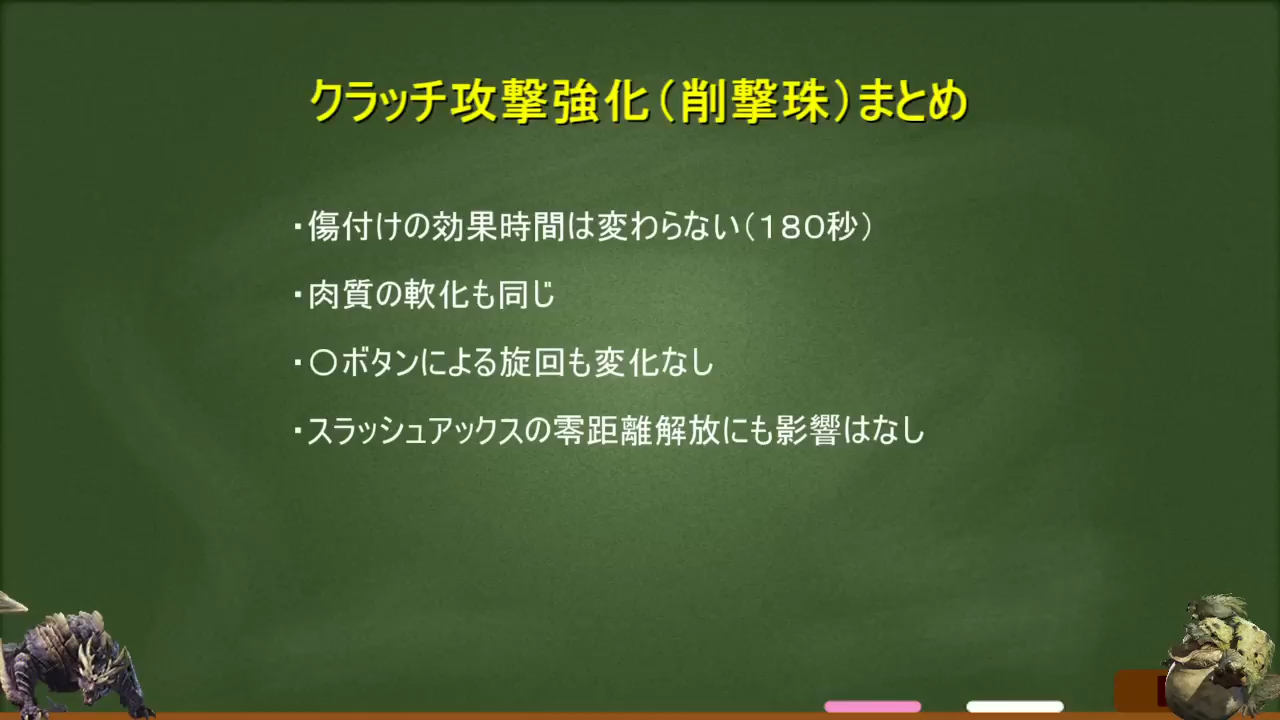 クラッチ攻撃強化（削撃珠）まとめ
・傷付けの効果時間は変わらない（１８０秒）
・肉質の軟化も同じ
・〇ボタンによる旋回も変化なし
・スラッシュアックスの零距離解放にも影響はなし